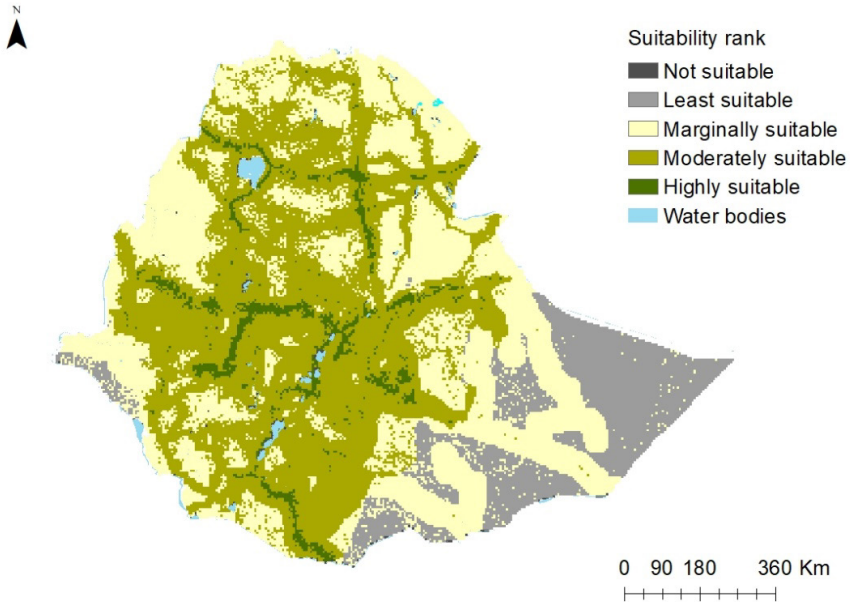 N
Suitability rank
Not suitable
Least suitable
Marginally suitable
Moderately suitable
Highly suitable
Water bodies
0 90 180 360 Km